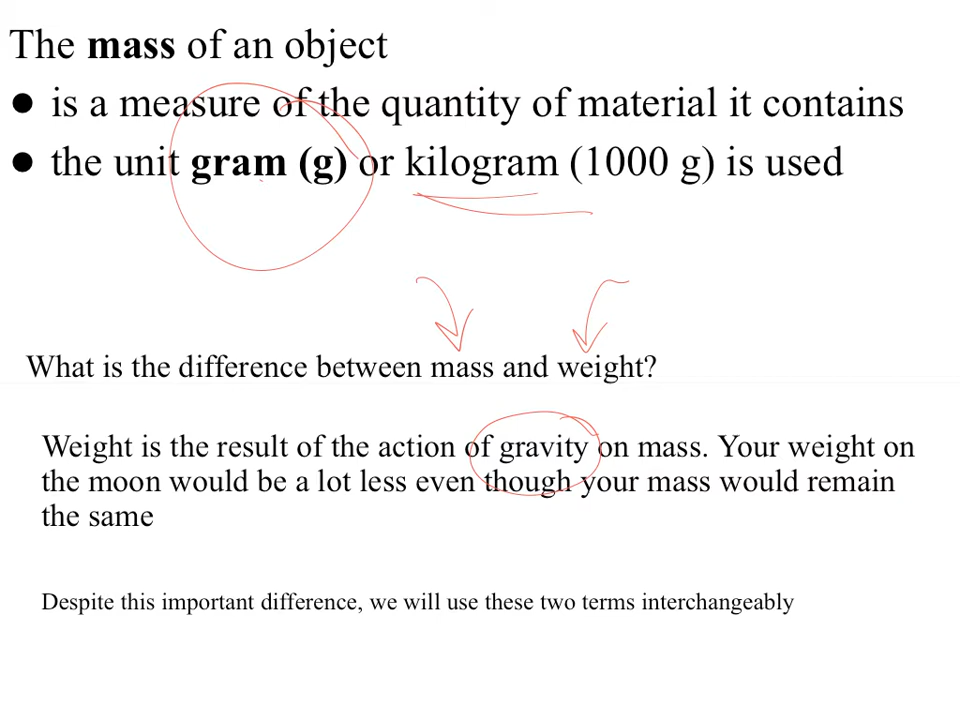 The mass of an object
● is a measure of the quantity of material it contains
● the unit gram (g) or kilogram (1000 g) is used
What is the difference between mass and weight?
Weight is the result of the action of gravity on mass. Your weight on
the moon would be a lot less even though your mass would remain
the same
Despite this important difference, we will use these two terms interchangeably